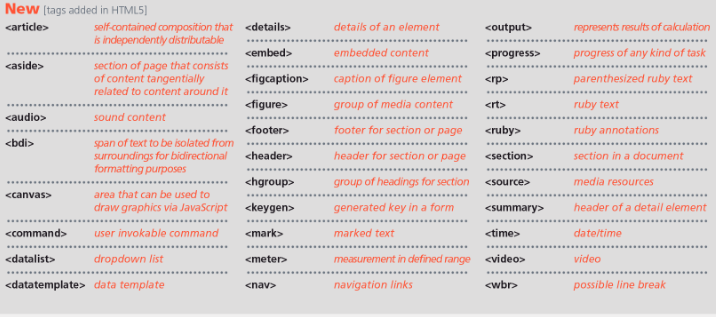 New [tags added in HTML5]
<article> self-contained composition that
is independently distributable
<aside> section of page that consists
of content tangentially
related to content around it
<audio> sound content
<bdi> span of text to be isolated from
surroundings for bidirectional
formatting purposes
<canvas> area that can be used to
draw graphics via JavaScript
<command> user invokable command
<datalist> dropdown list
<datatemplate> data template
<details> details of an element
<embed> embedded content
<figcaption> caption of figure element
<figure> group of media content
<footer> footer for section or page
<header> header for section or page
<hgroup> group of headings for section
<keygen> generated key in a form
<mark> marked text
<meter> measurement in defined range
<nav> navigation links
<output> represents results of calculation
<progress> progress of any kind of task
<rp> parenthesized ruby text
<rt> ruby text
<ruby> ruby annotations
<section> section in a document
<source> media resources
<summary> header of a detail element
<time> date/time
<video> video
<wbr> possible line break